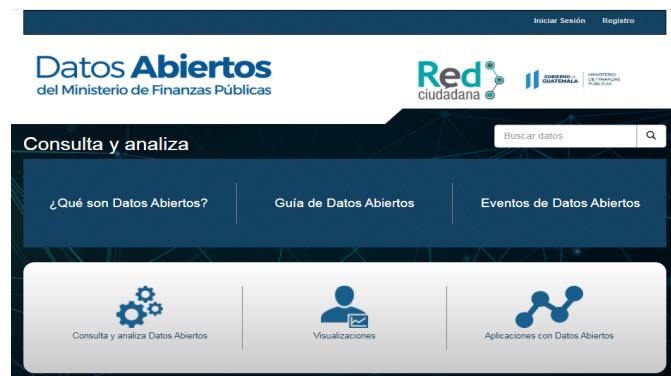 Iniciar Sesión Registro
Datos Abiertos
del Ministerio de Finanzas Públicas
Red
ciudadana
GOBIERNO de
GUATEMALA
MINISTERIO
DE FINANZAS
PÚBLICAS
Consulta y analiza
Buscar datos
¿Qué son Datos Abiertos?
Guía de Datos Abiertos
Eventos de Datos Abiertos
Consulta y analiza Datos Abiertos
Visualizaciones
Aplicaciones con Datos Abiertos